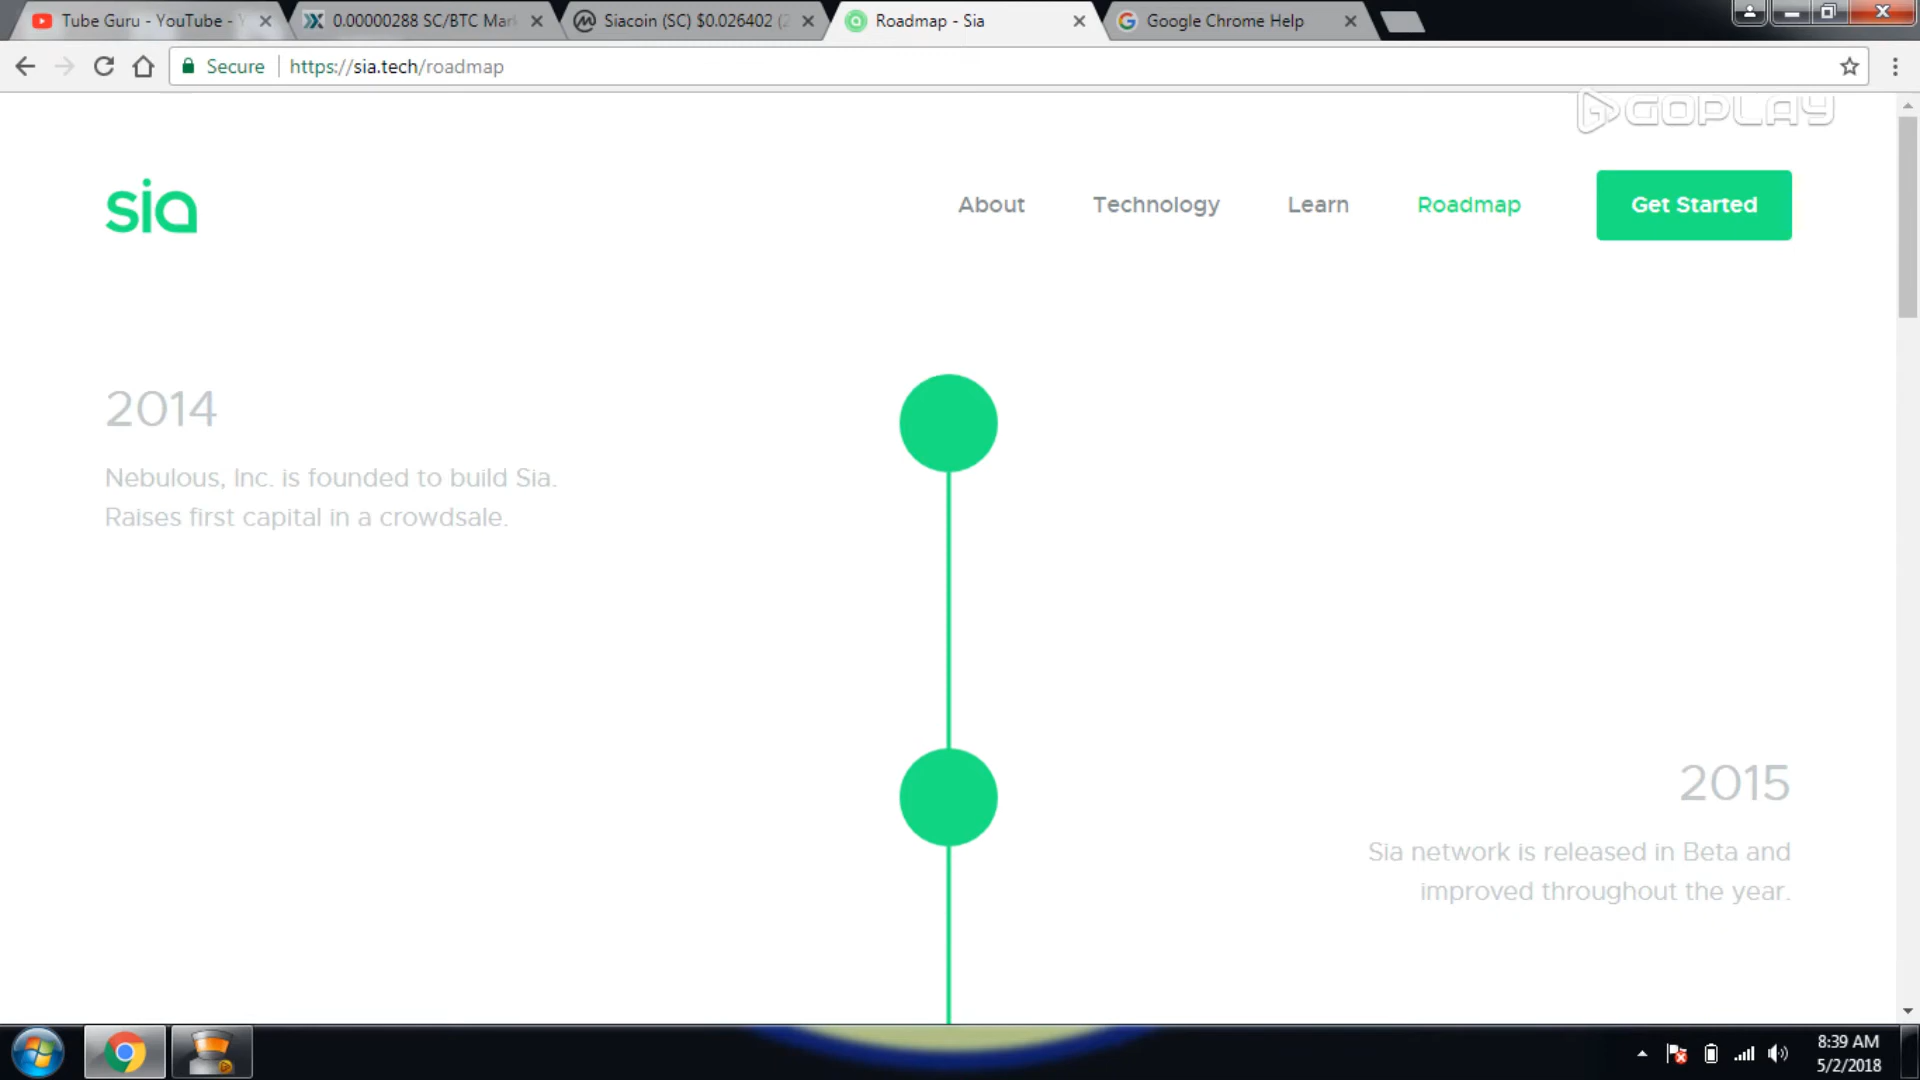 Tube Guru - YouTube -
0.00000288 SC/BTC Mar
Siacoin (SC) $0.026402 (2
Roadmap - Sia
Google Chrome Help
Secure
https://sia.tech/roadmap
GOPLAY
sia
About
Technology
Learn
Roadmap
Get Started
2014
Nebulous, Inc. is founded to build Sia.
Raises first capital in a crowdsale.
2015
Sia network is released in Beta and
improved throughout the year.
8:39 AM
5/2/2018